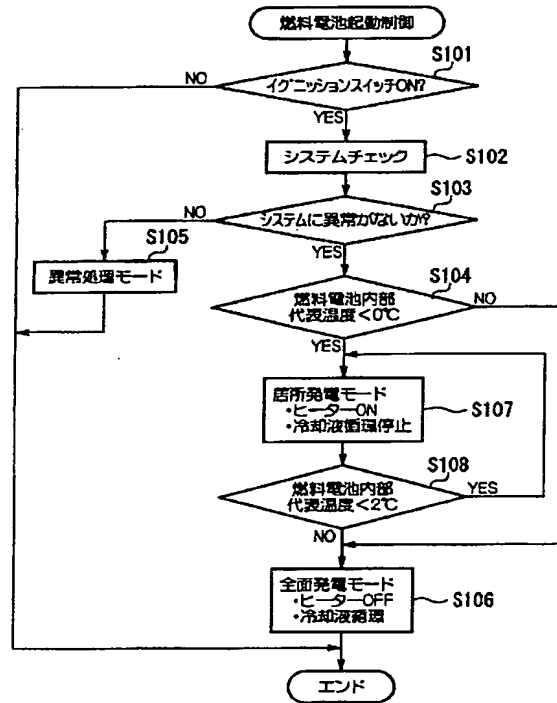 燃料電池起動制御
S101
NO
イグニッションスイッチON?
YES
システムチェック
S102
S103
NO
システムに異常がないか?
YES
S105
異常処理モード
S104
燃料電池内部
代表温度<0℃
NO
YES
居所発電モード
・ヒーターON
・冷却液循環停止
S107
S108
燃料電池内部
代表温度<2℃
YES
NO
全面発電モード
・ヒーターOFF
・冷却液循環
S106
エンド